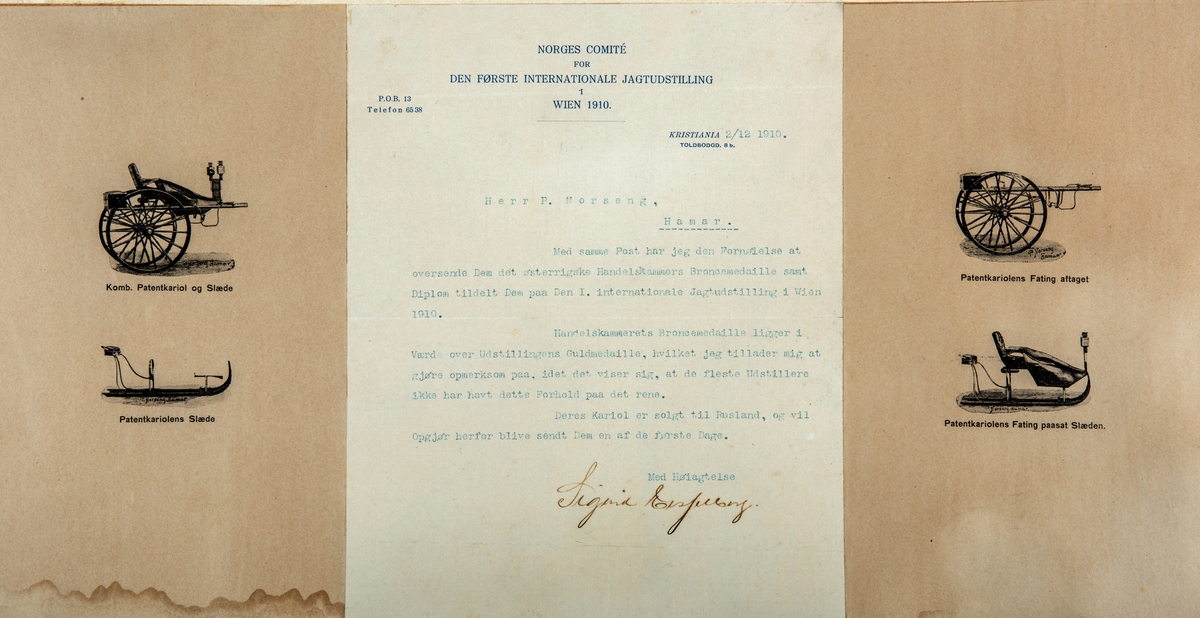 NORGES COMITÉ
FOR
DEN FØRSTE INTERNATIONALE JAGTUDSTILLING
i
WIEN 1910.
P.O.B. 13
Telefon 6538
KRISTIANIA 2/12 1910.
TOLDBODGD. 8 b.
Herr P. Norseng,
Hamar.
Med samme Post har jeg den Fornøielse at
oversende Dem det østerrigske Handelskammers Broncemedaille samt
Diplom tildelt Dem paa Den I. internationale Jagtudstilling i Wien
1910.
Handelskammerets Broncemedaille ligger i
Værdi over Udstillingens Guldmedaille, hvilket jeg tillader mig at
gjøre opmerksom paa, idet det viser sig, at de fleste Udstillere
ikke har havt dette Forhold paa det rene.
Deres Kariol er solgt til Rusland, og vil
Opgjør herfor blive sendt Dem en af de første Dage.
Med Høiagtelse
Sigvid
Komb. Patentkariol og Slæde
Patentkariolens Slæde
Patentkariolens Fating aftaget
Patentkariolens Fating paasat Slæden.